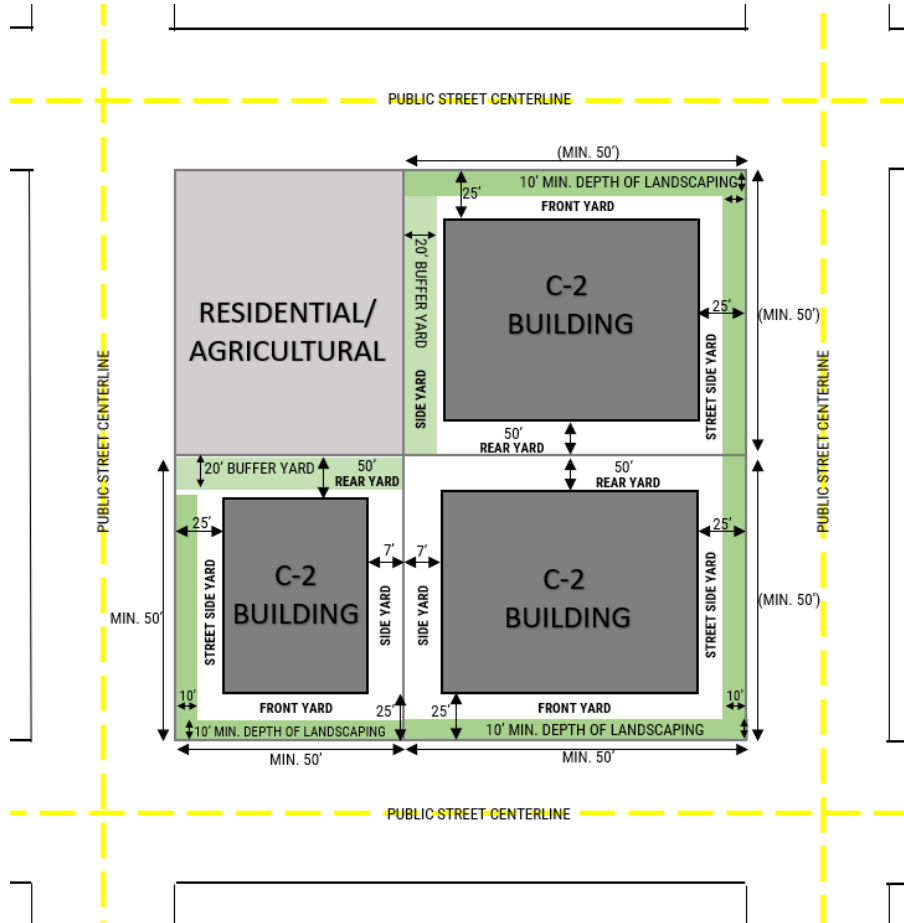 PUBLIC STREET CENTERLINE
(MIN. 50')
10' MIN. DEPTH OF LANDSCAPING
25'
FRONT YARD
20' BUFFER YARD
SIDE YARD
C-2
BUILDING
25'
STREET SIDE YARD
(MIN. 50')
50'
REAR YARD
RESIDENTIAL/
AGRICULTURAL
PUBLIC STREET CENTERLINE
PUBLIC STREET CENTERLINE
20' BUFFER YARD
50'
REAR YARD
25'
STREET SIDE YARD
C-2
BUILDING
7'
SIDE YARD
MIN. 50'
10'
FRONT YARD
25'
10' MIN. DEPTH OF LANDSCAPING
MIN. 50'
50'
REAR YARD
7'
SIDE YARD
C-2
BUILDING
25'
STREET SIDE YARD
(MIN. 50')
10'
25'
FRONT YARD
10' MIN. DEPTH OF LANDSCAPING
MIN. 50'
PUBLIC STREET CENTERLINE